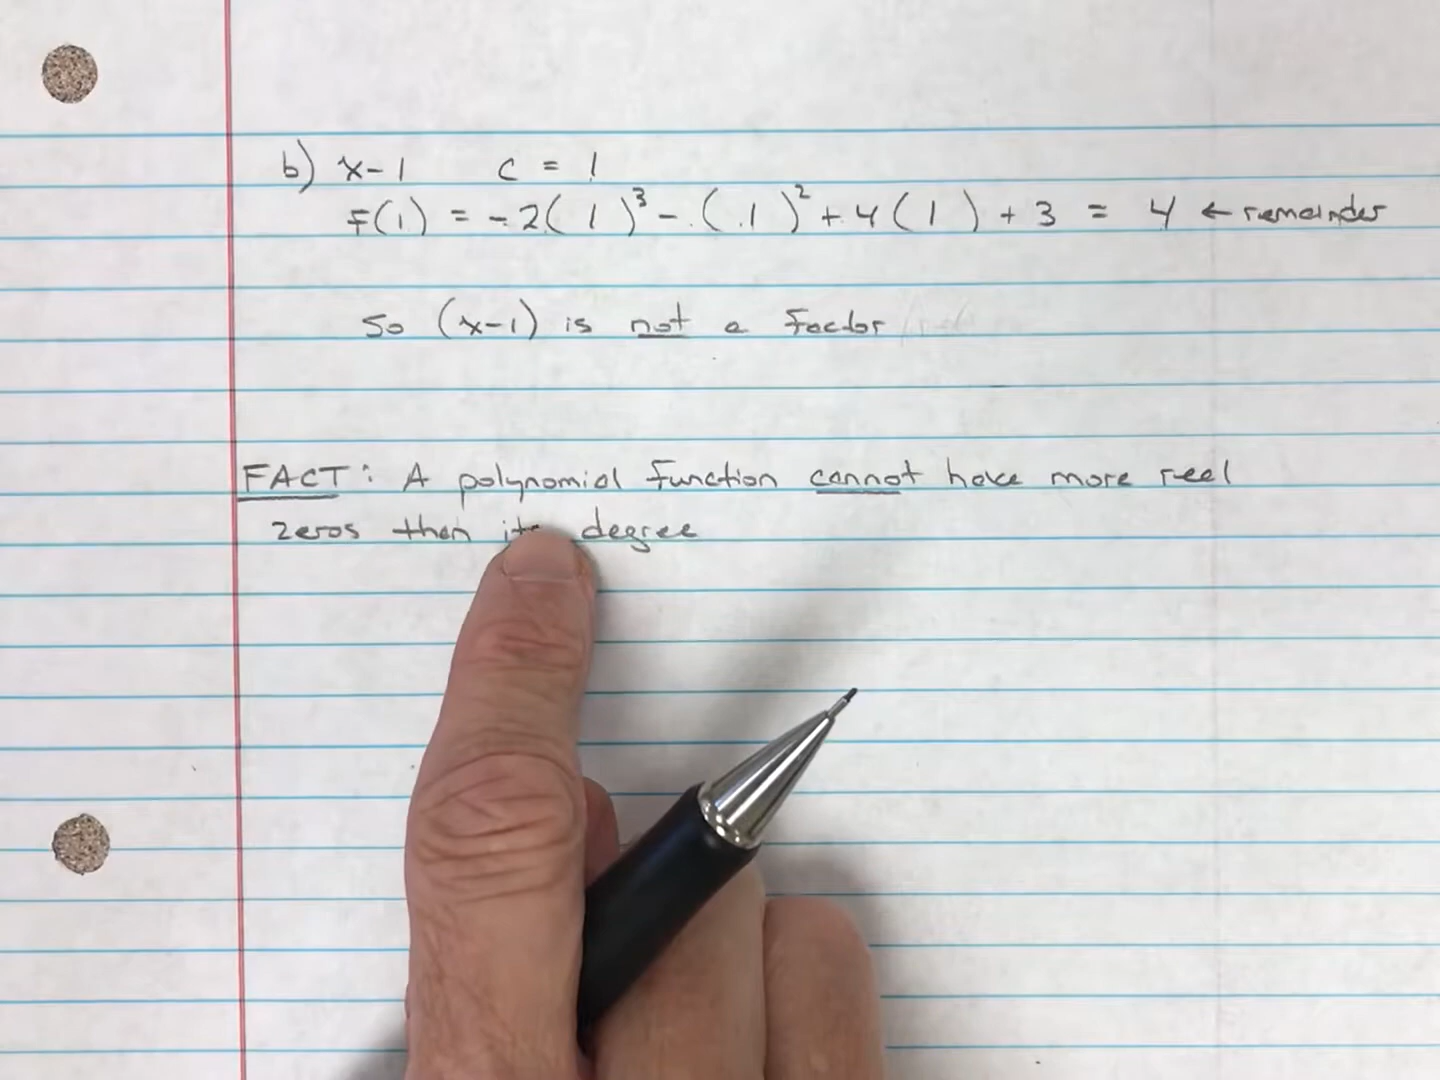 b) x-1 c = 1
F(1) = -2(1)³ - (1)² + 4(1) + 3 = 4 ← remainder
So (x-1) is not a factor
FACT: A polynomial function cannot have more real
zeros than its degree